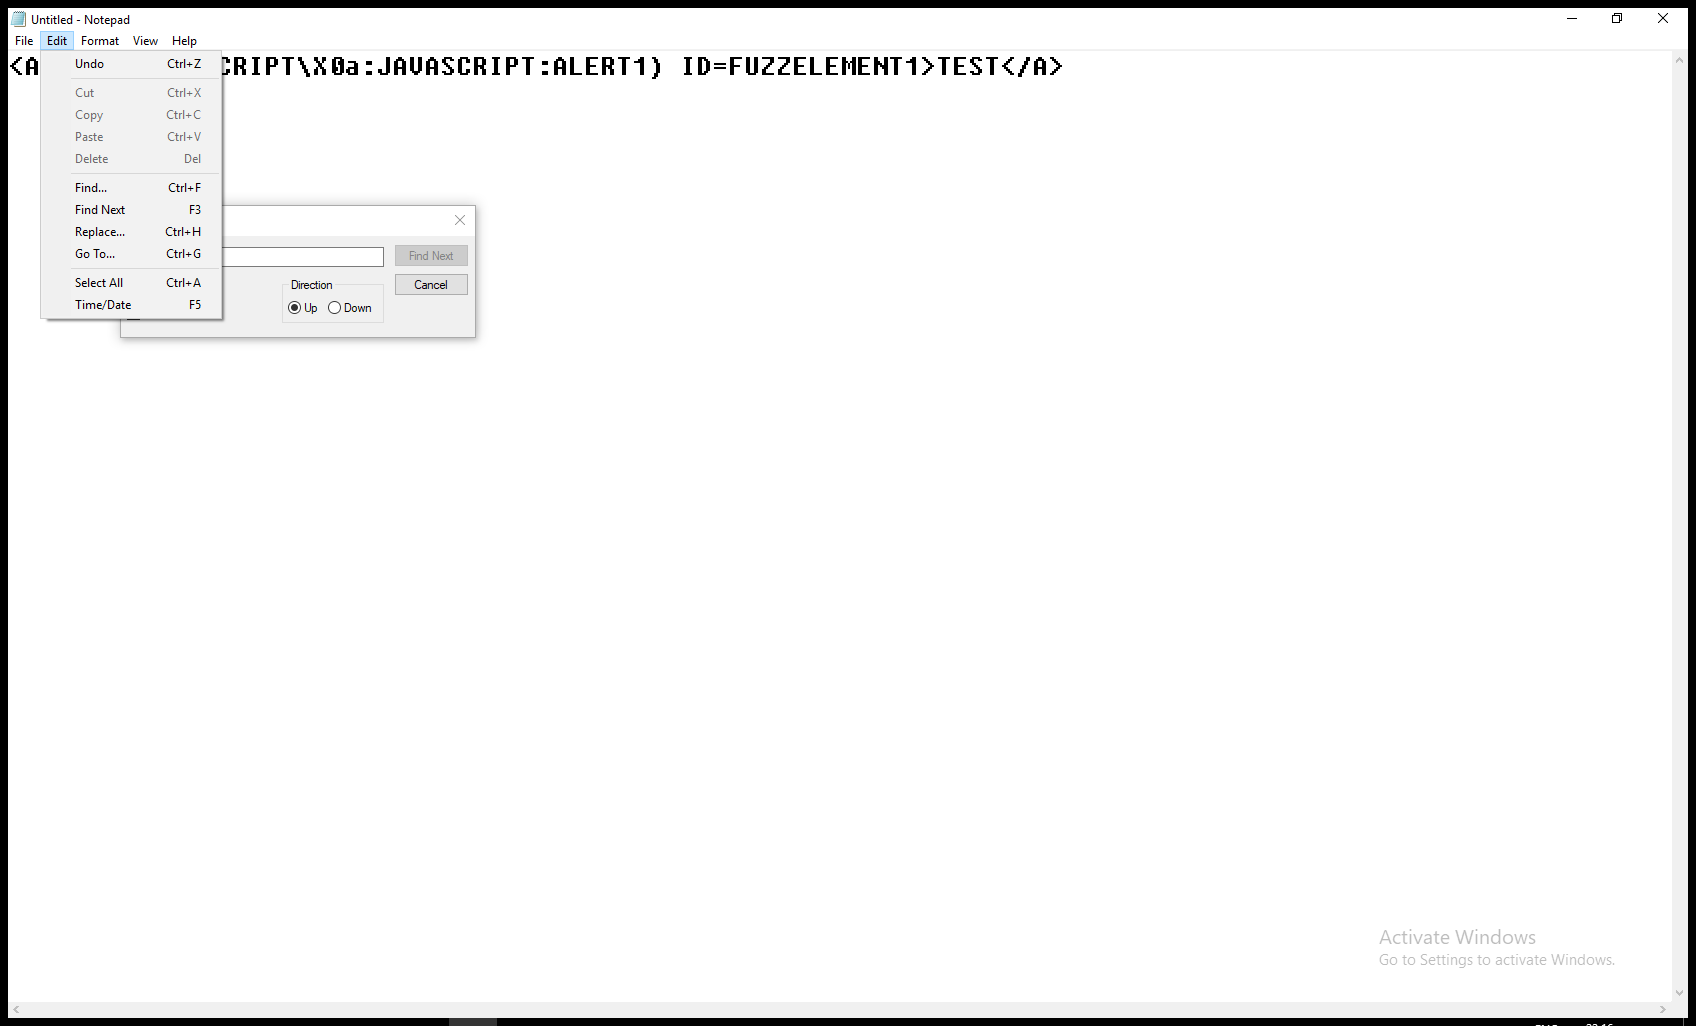 Untitled - Notepad
File Edit Format View Help
<A CRIPT\X0a:JAVASCRIPT:ALERT1) ID=FUZZELEMENT1>TEST</A>
Undo Ctrl+Z
Cut Ctrl+X
Copy Ctrl+C
Paste Ctrl+V
Delete Del
Find... Ctrl+F
Find Next F3
Replace... Ctrl+H
Go To... Ctrl+G
Select All Ctrl+A
Time/Date F5
Find Next
Cancel
Direction
Up Down
Activate Windows
Go to Settings to activate Windows.